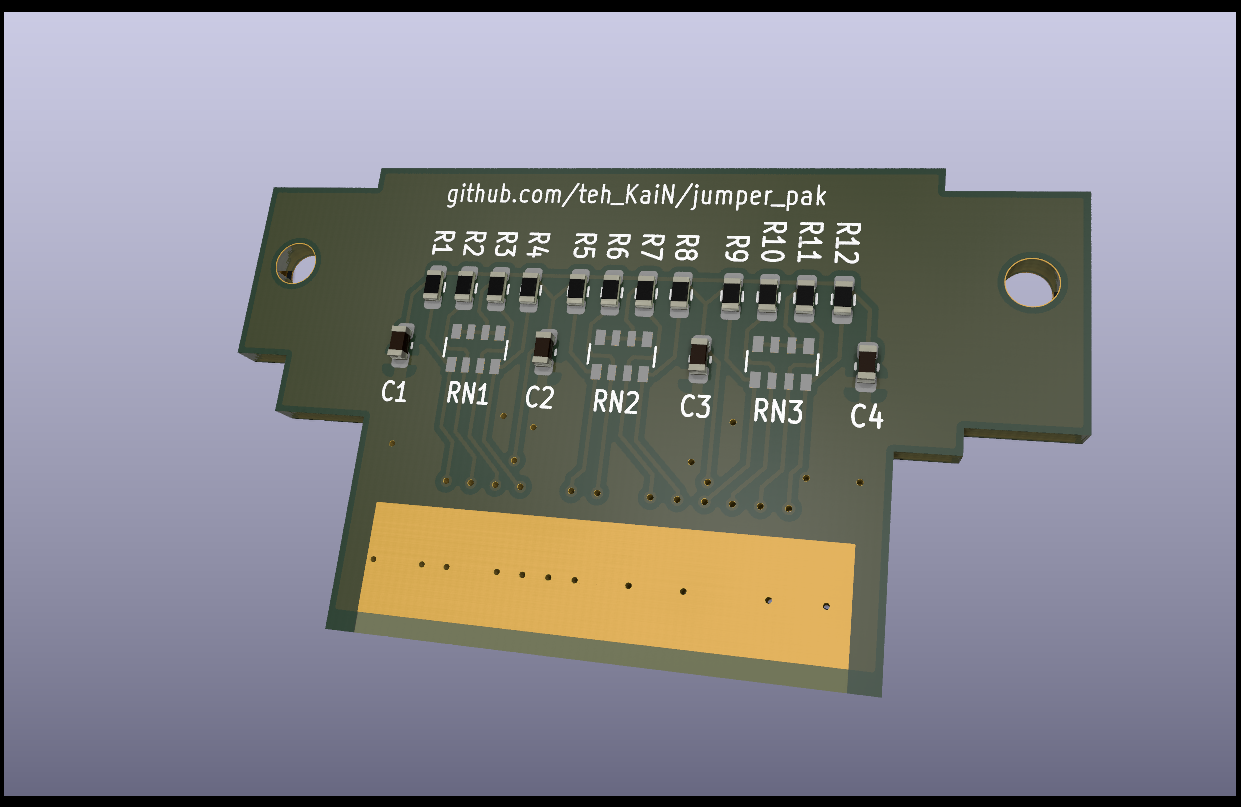 github.com/teh_KaiN/jumper_pak
R1 R2 R3 R4 R5 R6 R7 R8 R9 R10 R11 R12
C1 RN1 C2 RN2 C3 RN3 C4